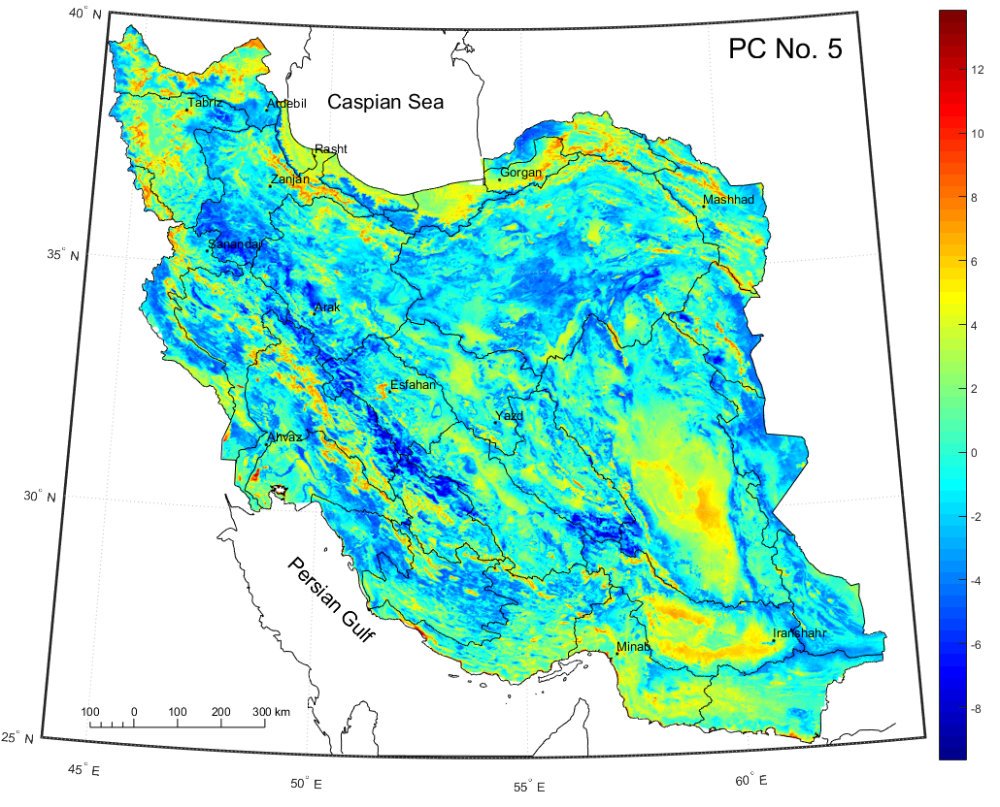 40° N
PC No. 5
12
Caspian Sea
Tabriz
Ardebil
10
Rasht
Gorgan
Zanjan
8
Mashhad
35° N
Sanandaj
6
Arak
4
Esfahan
2
Yazd
Ahvaz
0
30° N
-2
-4
Persian Gulf
Iranshahr
Minab
-6
100 0 100 200 300 km
-8
25° N
45° E
50° E
55° E
60° E